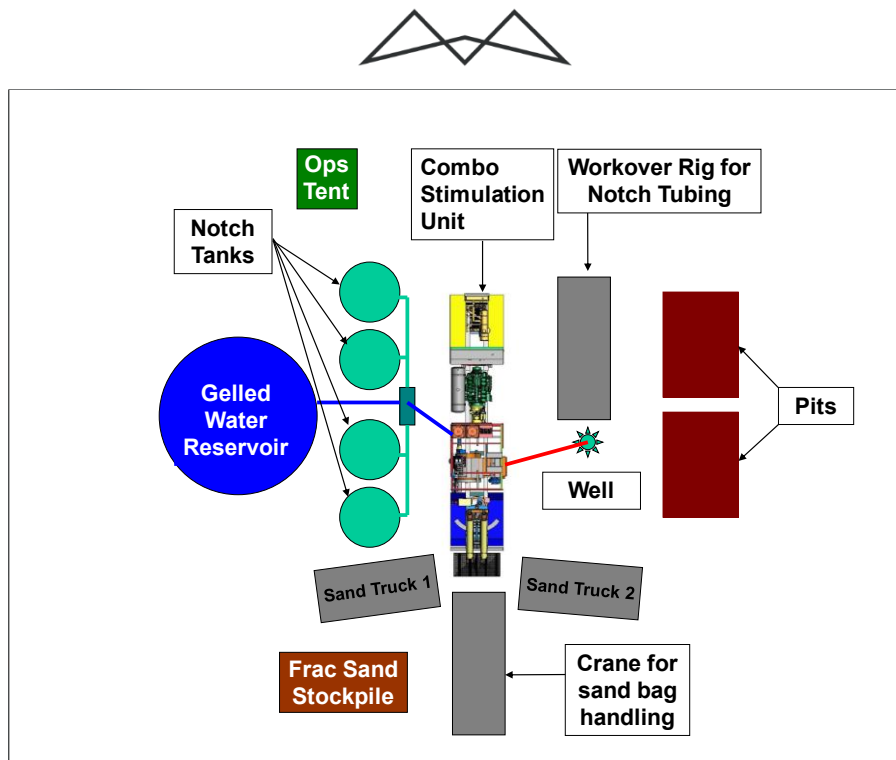 Ops
Tent
Combo
Stimulation
Unit
Workover Rig for
Notch Tubing
Notch
Tanks
Gelled
Water
Reservoir
Pits
Well
Sand Truck 1
Sand Truck 2
Frac Sand
Stockpile
Crane for
sand bag
handling